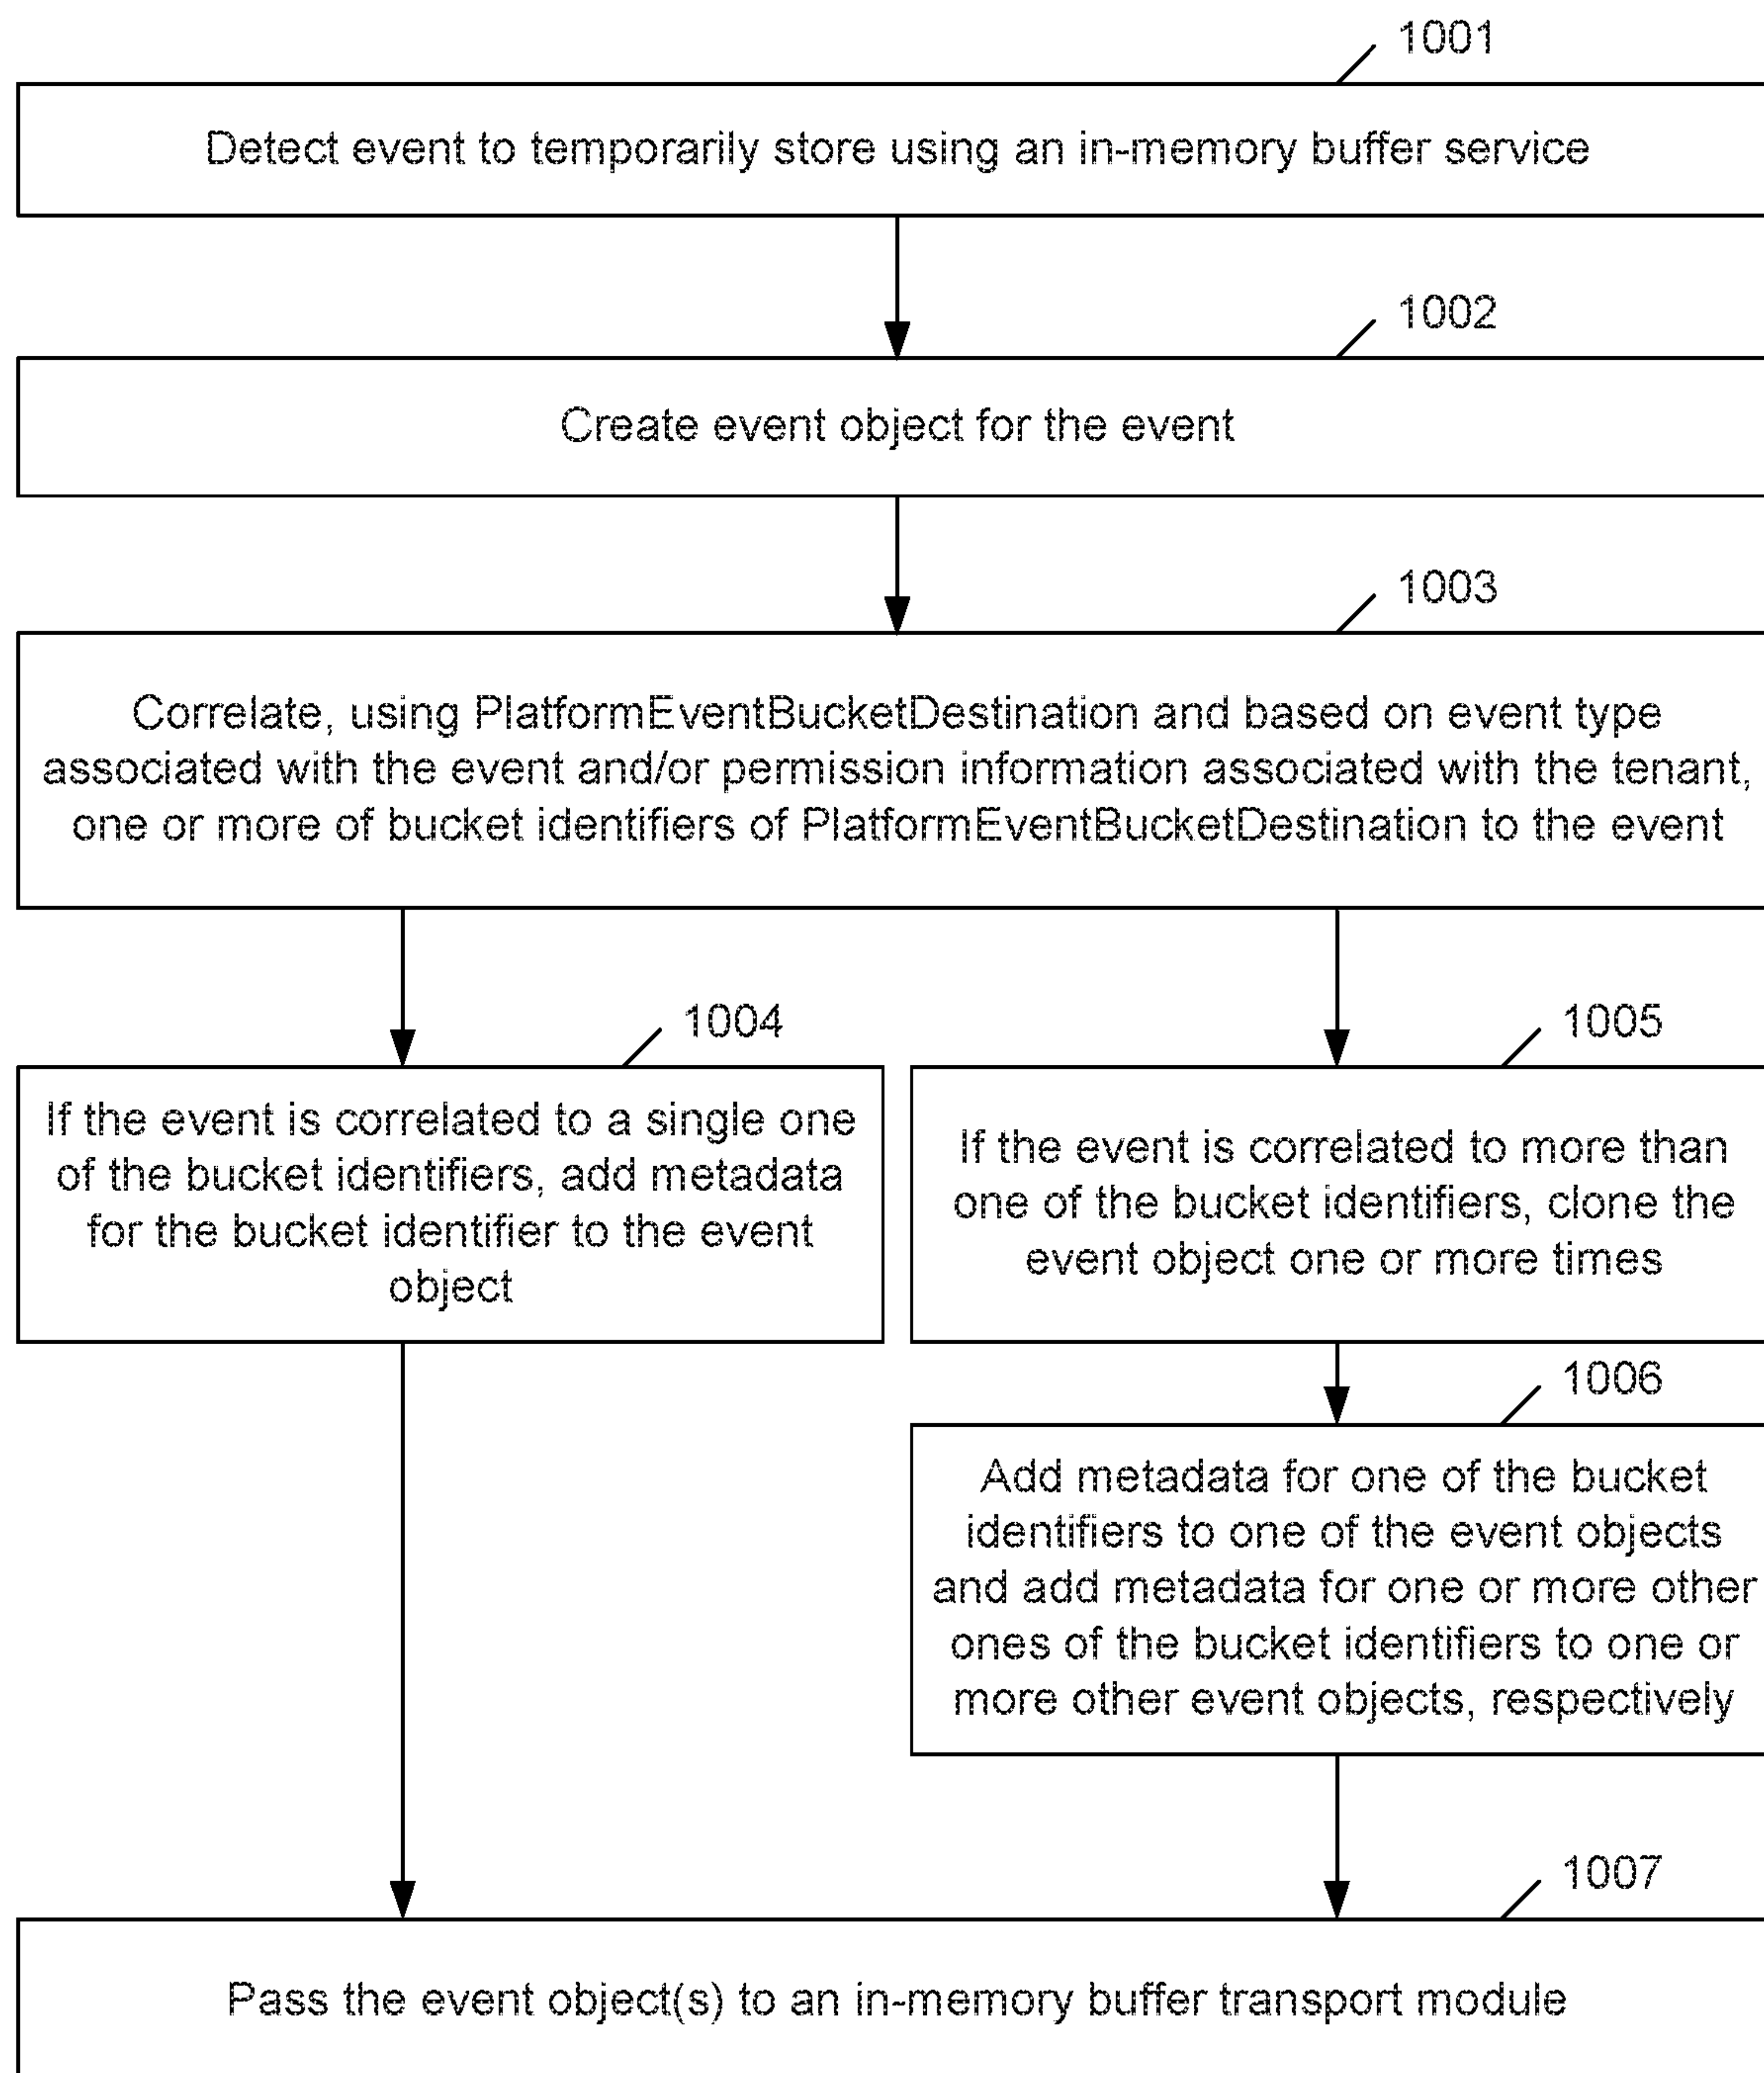 1001
Detect event to temporarily store using an in-memory buffer service
1002
Create event object for the event
1003
Correlate, using PlatformEventBucketDestination and based on event type
associated with the event and/or permission information associated with the tenant,
one or more of bucket identifiers of PlatformEventBucketDestination to the event
1004
If the event is correlated to a single one
of the bucket identifiers, add metadata
for the bucket identifier to the event
object
1005
If the event is correlated to more than
one of the bucket identifiers, clone the
event object one or more times
1006
Add metadata for one of the bucket
identifiers to one of the event objects
and add metadata for one or more other
ones of the bucket identifiers to one or
more other event objects, respectively
1007
Pass the event object(s) to an in-memory buffer transport module